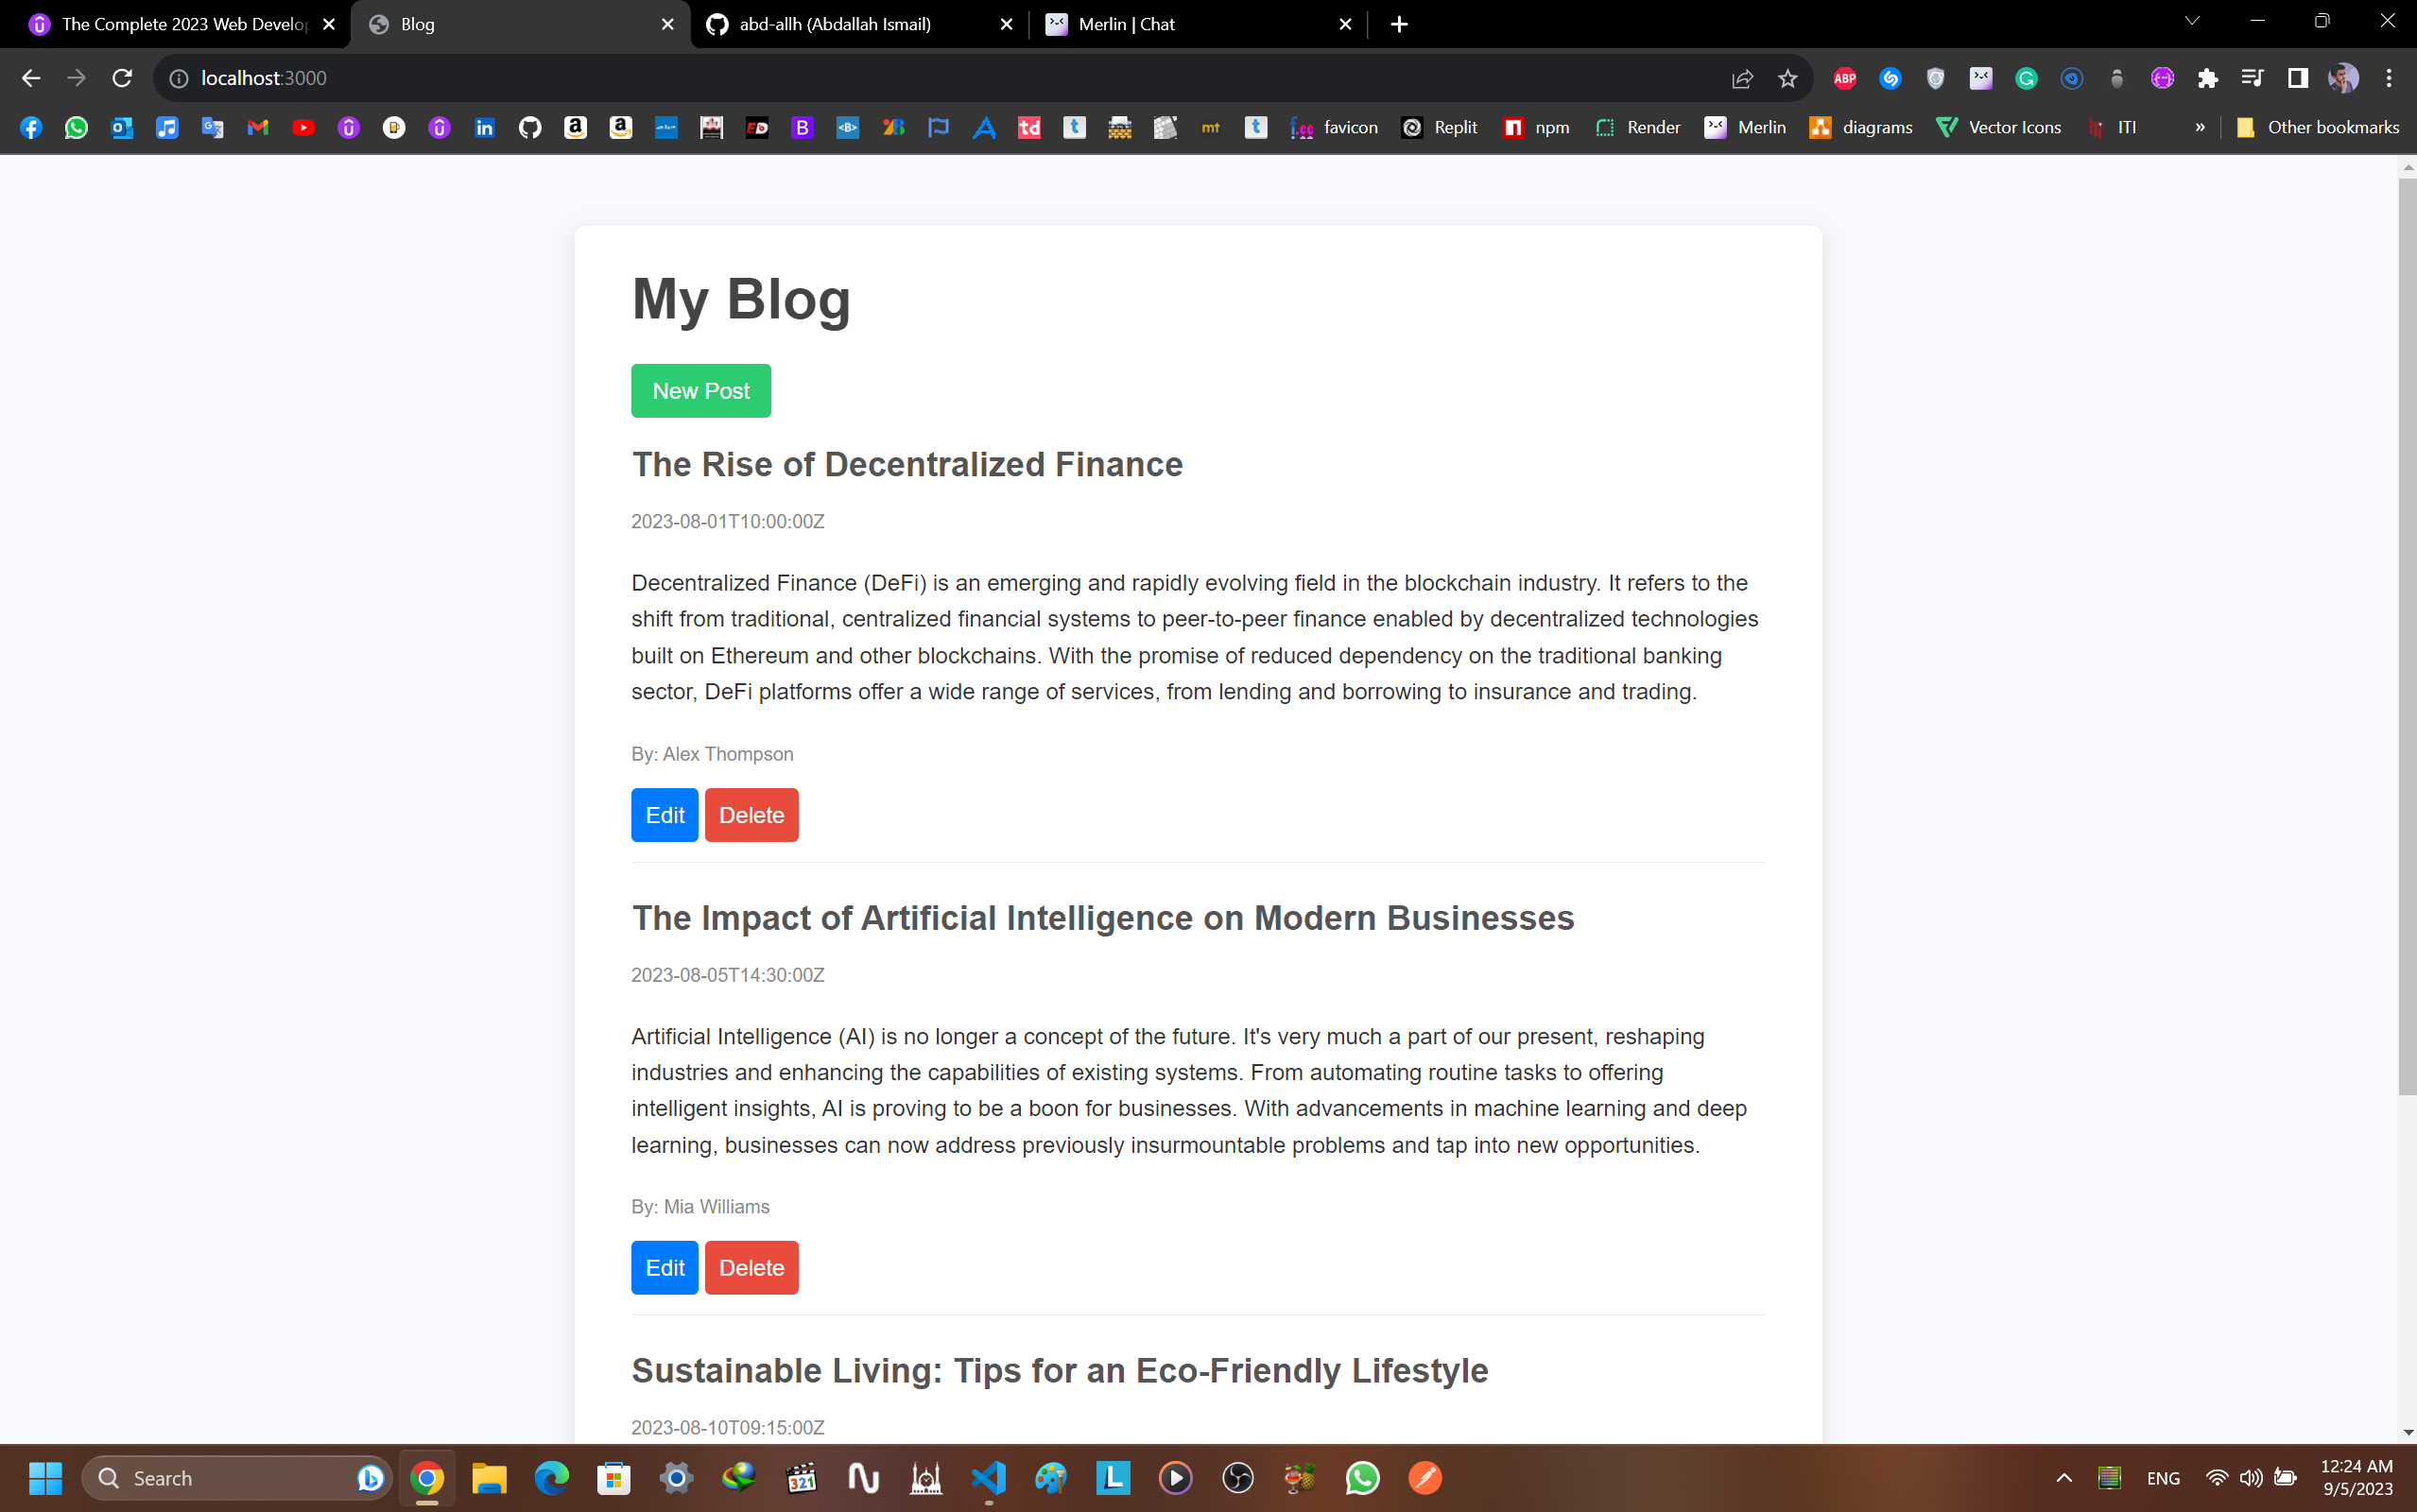 The Complete 2023 Web Develop
Blog
abd-allh (Abdallah Ismail)
Merlin | Chat
localhost:3000
ABP
favicon
Replit
npm
Render
Merlin
diagrams
Vector Icons
ITI
»
Other bookmarks
My Blog
New Post
The Rise of Decentralized Finance
2023-08-01T10:00:00Z
Decentralized Finance (DeFi) is an emerging and rapidly evolving field in the blockchain industry. It refers to the
shift from traditional, centralized financial systems to peer-to-peer finance enabled by decentralized technologies
built on Ethereum and other blockchains. With the promise of reduced dependency on the traditional banking
sector, DeFi platforms offer a wide range of services, from lending and borrowing to insurance and trading.
By: Alex Thompson
Edit Delete
The Impact of Artificial Intelligence on Modern Businesses
2023-08-05T14:30:00Z
Artificial Intelligence (AI) is no longer a concept of the future. It's very much a part of our present, reshaping
industries and enhancing the capabilities of existing systems. From automating routine tasks to offering
intelligent insights, AI is proving to be a boon for businesses. With advancements in machine learning and deep
learning, businesses can now address previously insurmountable problems and tap into new opportunities.
By: Mia Williams
Edit Delete
Sustainable Living: Tips for an Eco-Friendly Lifestyle
2023-08-10T09:15:00Z
Search
321
L
ENG
12:24 AM
9/5/2023